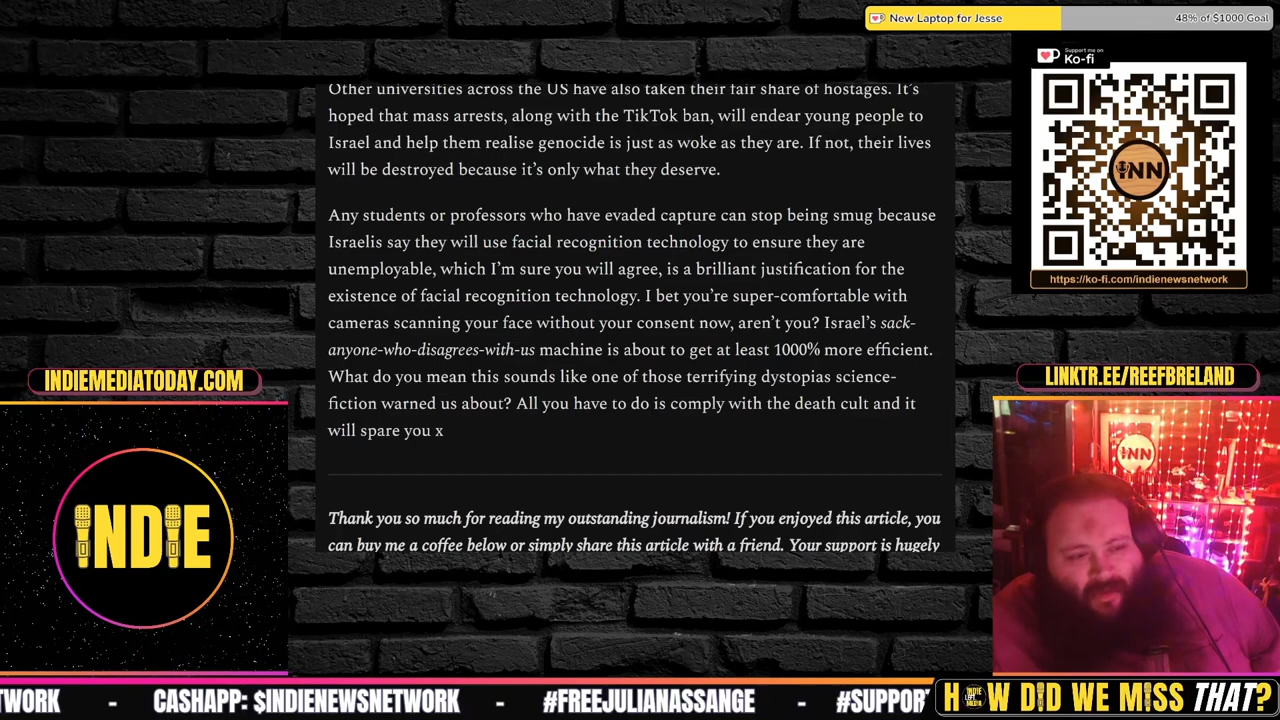 New Laptop for Jesse
48% of $1000 Goal
Support me on
Ko-fi
Other universities across the US have also taken their fair share of hostages. It's
hoped that mass arrests, along with the TikTok ban, will endear young people to
Israel and help them realise genocide is just as woke as they are. If not, their lives
will be destroyed because it's only what they deserve.
Any students or professors who have evaded capture can stop being smug because
Israelis say they will use facial recognition technology to ensure they are
unemployable, which I'm sure you will agree, is a brilliant justification for the
existence of facial recognition technology. I bet you're super-comfortable with
cameras scanning your face without your consent now, aren't you? Israel's sack-
anyone-who-disagrees-with-us machine is about to get at least 1000% more efficient.
What do you mean this sounds like one of those terrifying dystopias science-
fiction warned us about? All you have to do is comply with the death cult and it
will spare you x
Thank you so much for reading my outstanding journalism! If you enjoyed this article, you
can buy me a coffee below or simply share this article with a friend. Your support is hugely
INN
https://ko-fi.com/indienewsnetwork
INDIEMEDIATODAY.COM
LINKTR.EE/REEFBRELAND
INDIE
INN
TWORK - CASHAPP: $INDIENEWSNETWORK - #FREEJULIANASSANGE - #SUPPOR
HOW DID WE MISS THAT?